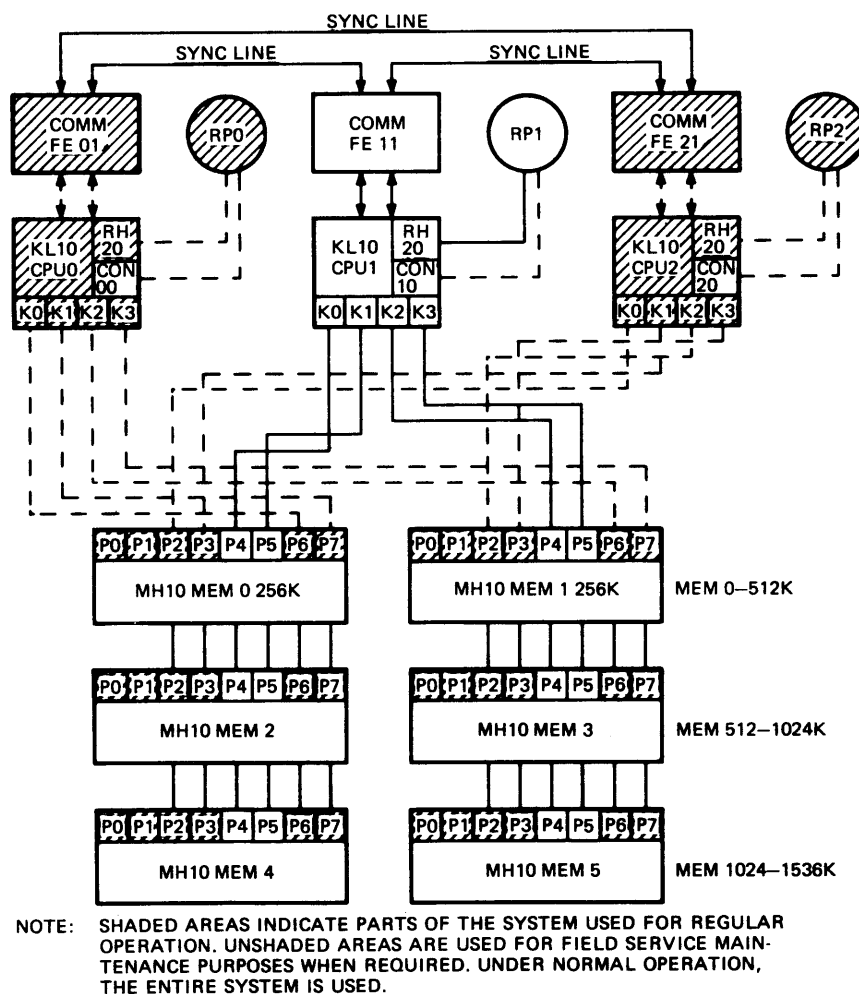 SYNC LINE
SYNC LINE
SYNC LINE
COMM
FE 01
RP0
COMM
FE 11
RP1
COMM
FE 21
RP2
KL10
CPU0
RH
20
CON
00
K0 K1 K2 K3
KL10
CPU1
RH
20
CON
10
K0 K1 K2 K3
KL10
CPU2
RH
20
CON
20
K0 K1 K2 K3
P0 P1 P2 P3 P4 P5 P6 P7
MH10 MEM 0 256K
P0 P1 P2 P3 P4 P5 P6 P7
MH10 MEM 1 256K
MEM 0–512K
P0 P1 P2 P3 P4 P5 P6 P7
MH10 MEM 2
P0 P1 P2 P3 P4 P5 P6 P7
MH10 MEM 3
MEM 512–1024K
P0 P1 P2 P3 P4 P5 P6 P7
MH10 MEM 4
P0 P1 P2 P3 P4 P5 P6 P7
MH10 MEM 5
MEM 1024–1536K
NOTE: SHADED AREAS INDICATE PARTS OF THE SYSTEM USED FOR REGULAR
OPERATION. UNSHADED AREAS ARE USED FOR FIELD SERVICE MAIN-
TENANCE PURPOSES WHEN REQUIRED. UNDER NORMAL OPERATION,
THE ENTIRE SYSTEM IS USED.